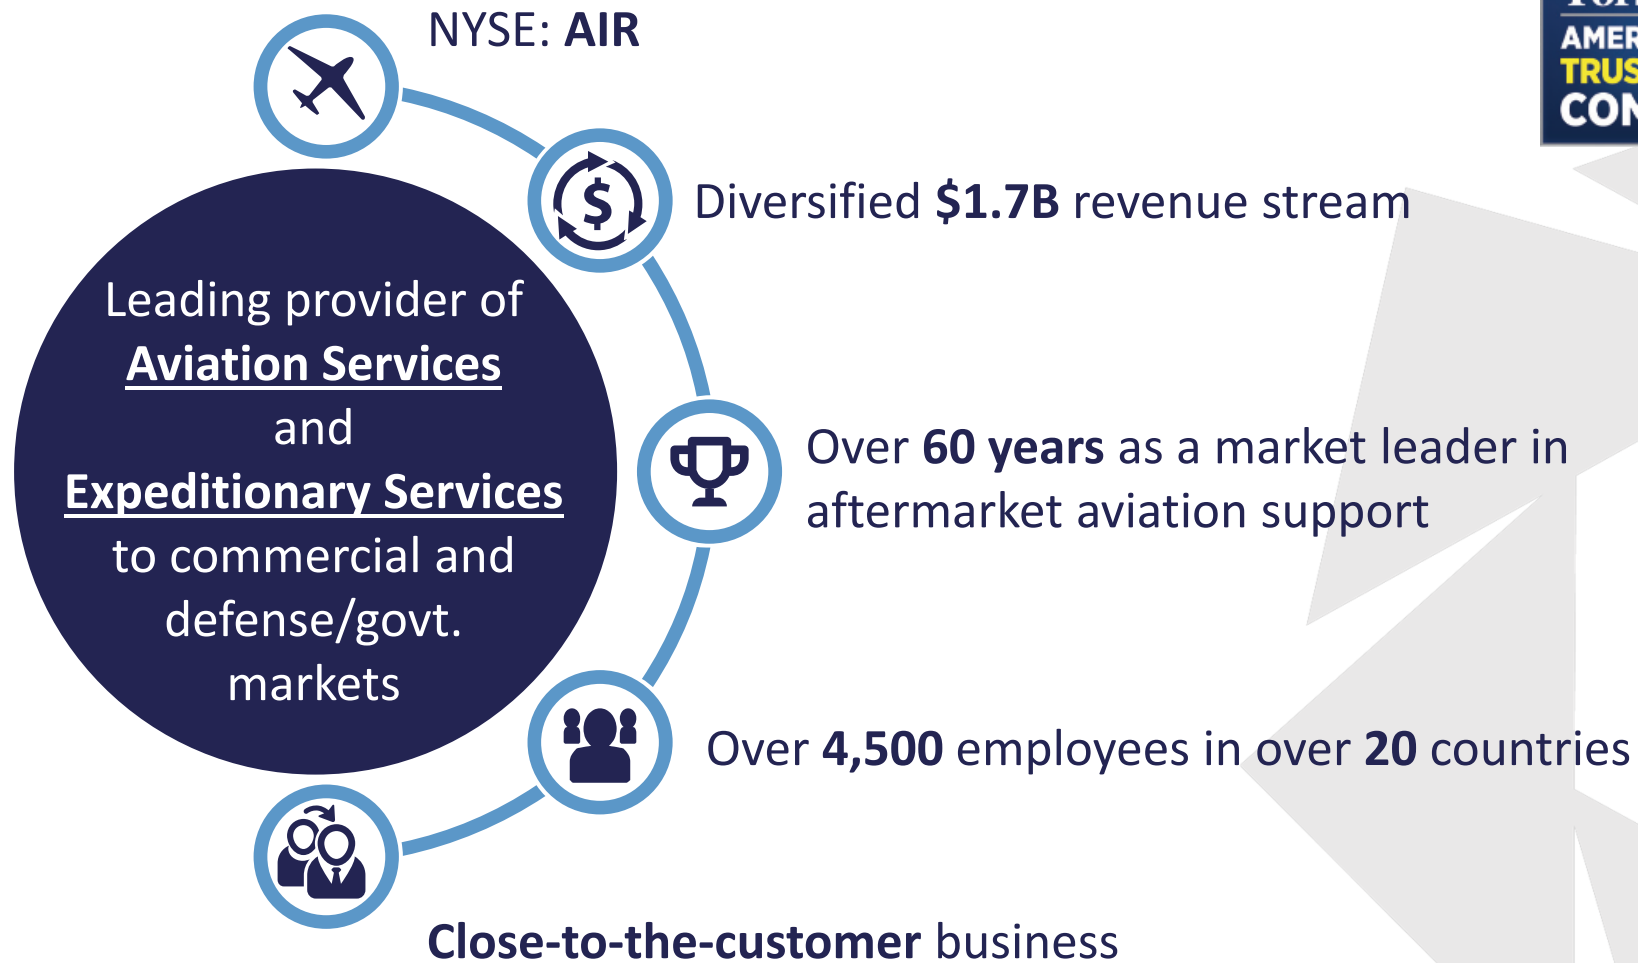 NYSE: AIR
Diversified $1.7B revenue stream
Leading provider of
Aviation Services
and
Expeditionary Services
to commercial and
defense/govt.
markets
Over 60 years as a market leader in
aftermarket aviation support
Over 4,500 employees in over 20 countries
Close-to-the-customer business
$